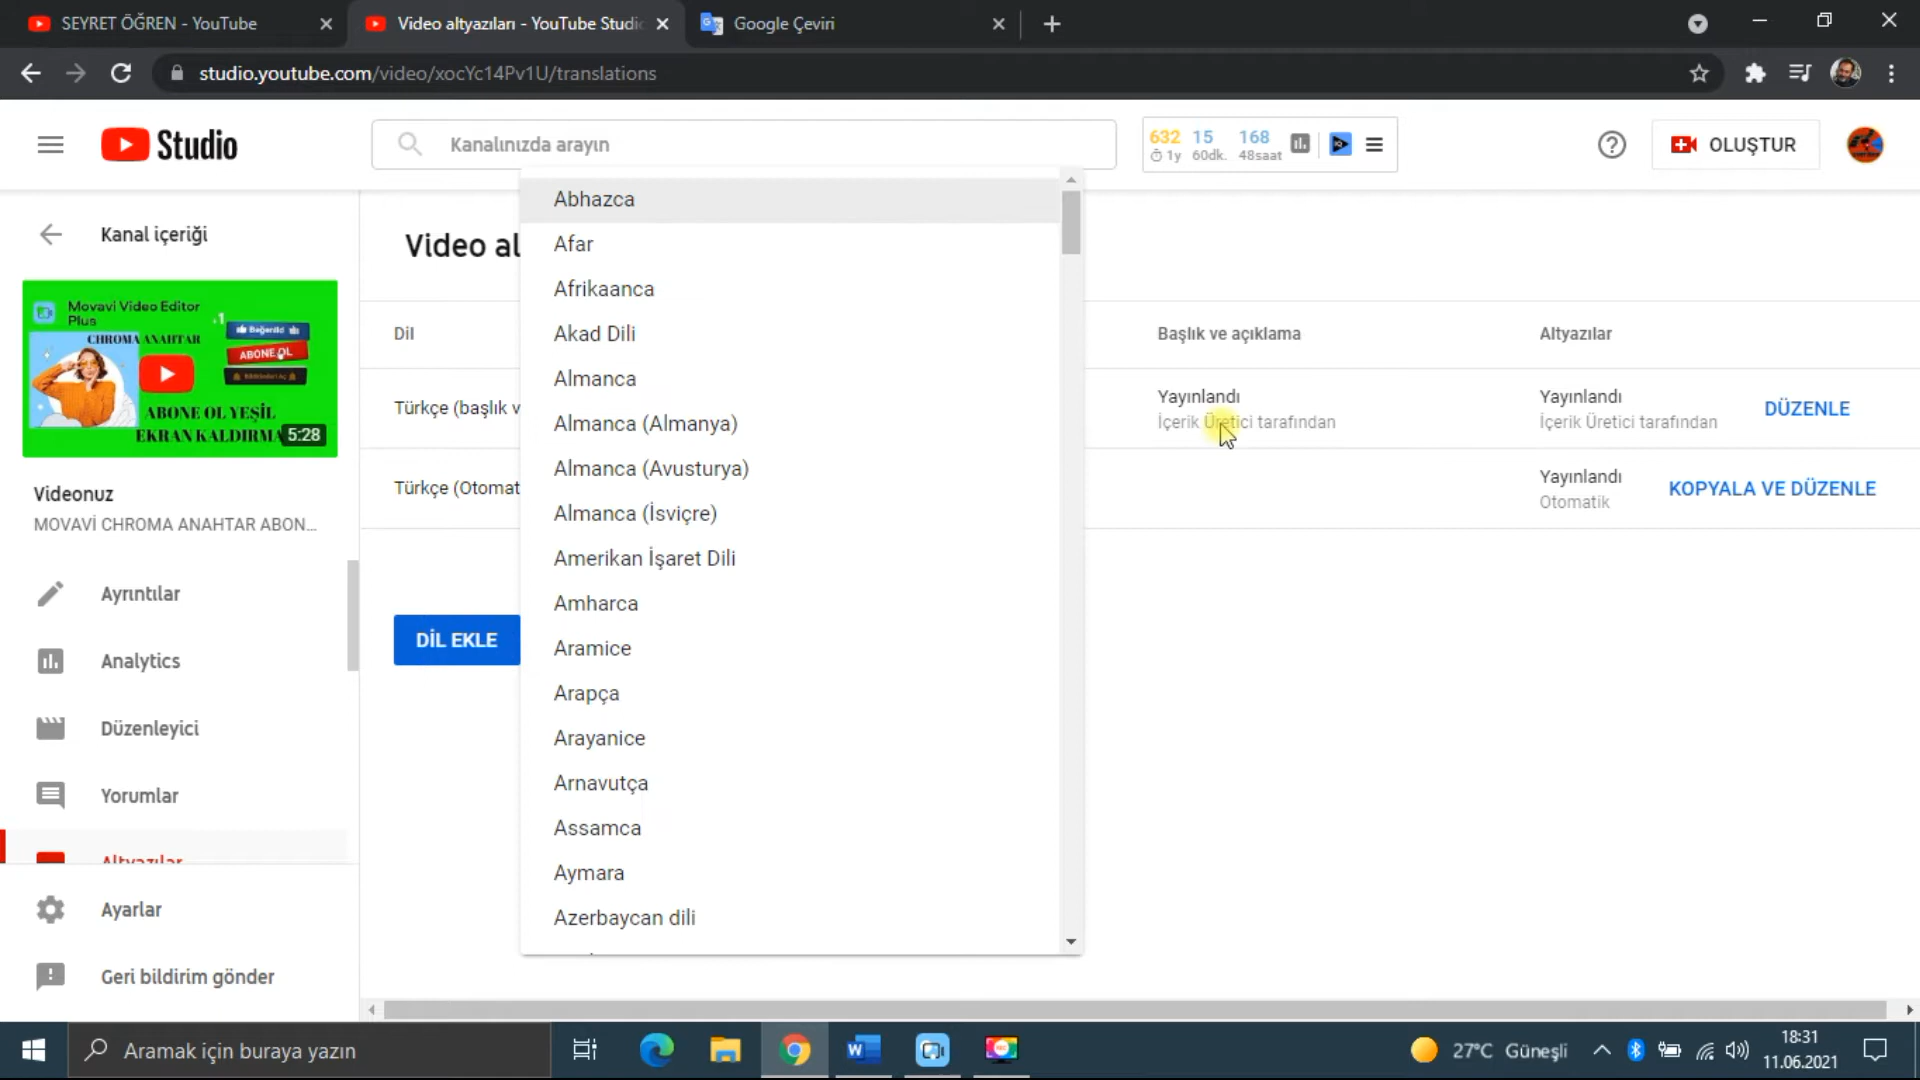 SEYRET ÖĞREN - YouTube
Video altyazıları - YouTube Studio
Google Çeviri
studio.youtube.com/video/xocYc14Pv1U/translations
Studio
Kanalınızda arayın
632 15 168
1y 60dk. 48saat
OLUŞTUR
Kanal içeriği
Movavi Video Editor
Plus
+1
CHROMA ANAHTAR
Beğenildi
ABONE OL
ABONE OL YEŞİL
EKRAN KALDIRMA
5:28
Videonuz
MOVAVİ CHROMA ANAHTAR ABON...
Ayrıntılar
Analytics
Düzenleyici
Yorumlar
Altyazılar
Ayarlar
Geri bildirim gönder
Video al
Dil
Başlık ve açıklama
Altyazılar
Türkçe (başlık v
Yayınlandı
İçerik Üretici tarafından
Yayınlandı
İçerik Üretici tarafından
DÜZENLE
Türkçe (Otomat
Yayınlandı
Otomatik
KOPYALA VE DÜZENLE
DİL EKLE
Abhazca
Afar
Afrikaanca
Akad Dili
Almanca
Almanca (Almanya)
Almanca (Avusturya)
Almanca (İsviçre)
Amerikan İşaret Dili
Amharca
Aramice
Arapça
Arayanice
Arnavutça
Assamca
Aymara
Azerbaycan dili
Aramak için buraya yazın
27°C Güneşli
18:31
11.06.2021